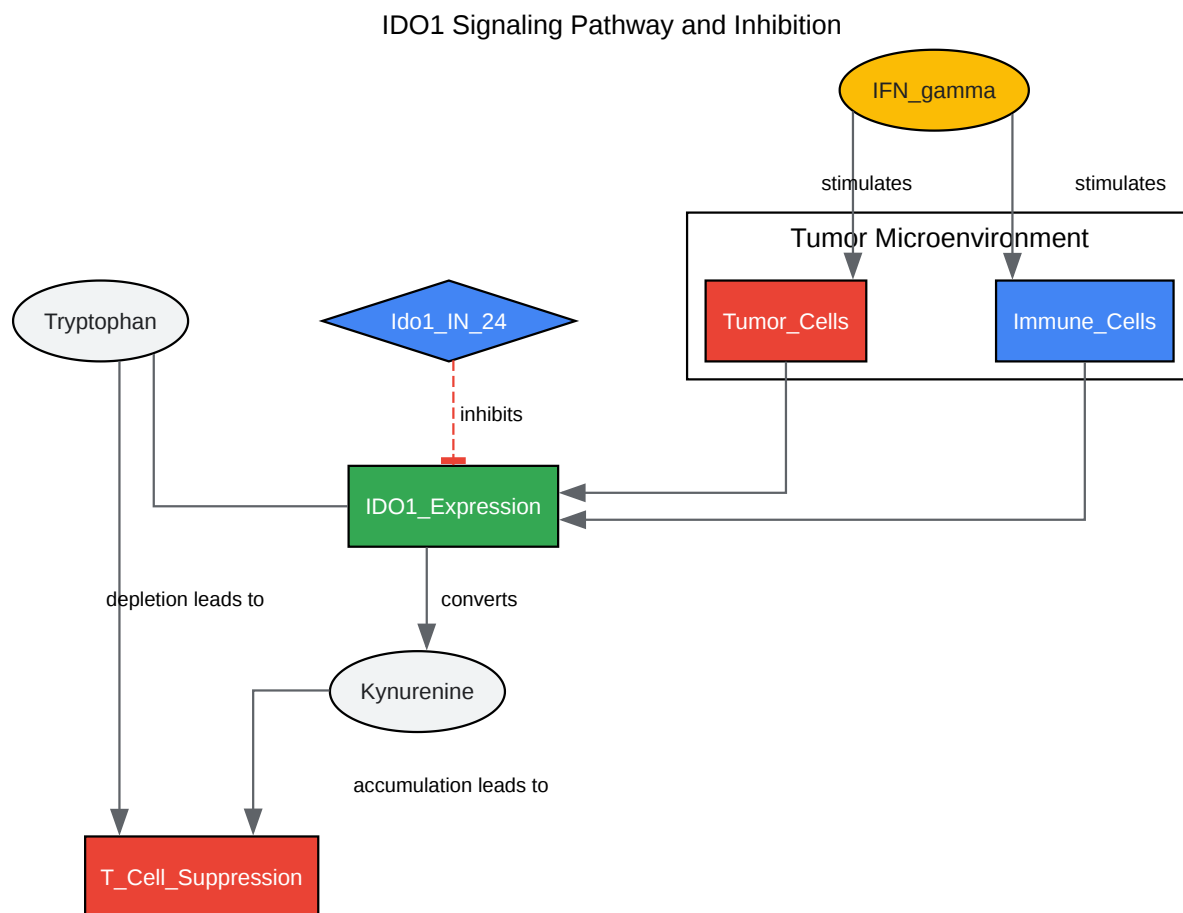 IDO1 Signaling Pathway and Inhibition
IFN_gamma
stimulates
stimulates
Tumor Microenvironment
Tryptophan
Ido1_IN_24
Tumor_Cells
Immune_Cells
inhibits
IDO1_Expression
depletion leads to
converts
Kynurenine
accumulation leads to
T_Cell_Suppression